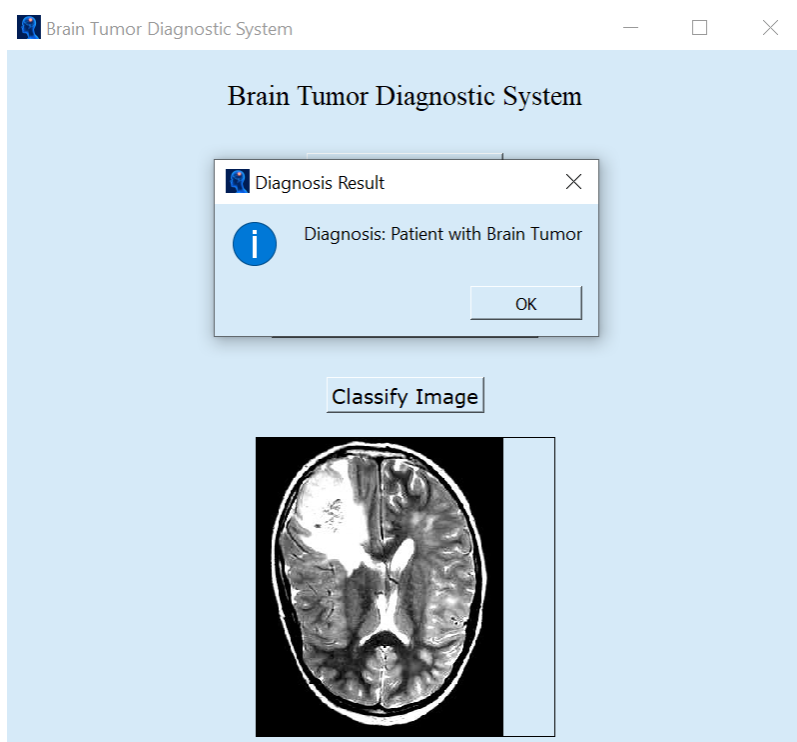 Brain Tumor Diagnostic System
Brain Tumor Diagnostic System
Diagnosis Result
Diagnosis: Patient with Brain Tumor
OK
Classify Image